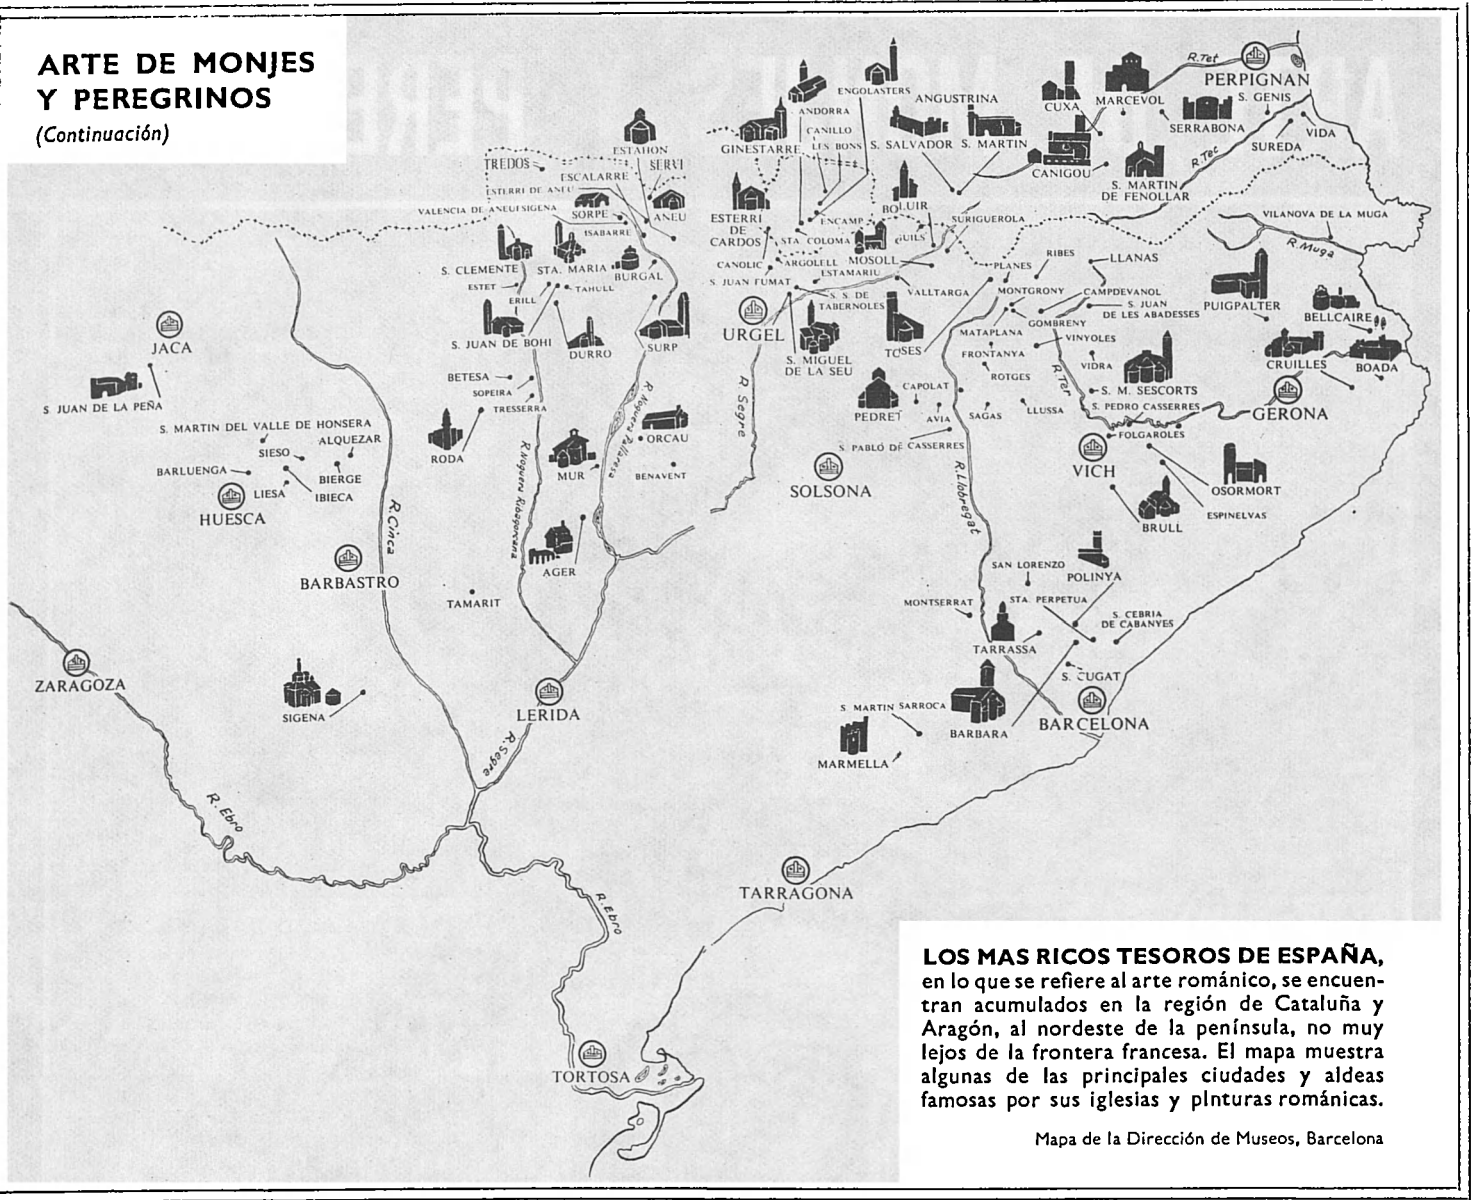 ARTE DE MONJES
Y PEREGRINOS
(Continuación)
R. Tet
PERPIGNAN
ENGOLASTERS
ANDORRA
ANGUSTRINA
CUXA
MARCEVOL
S. GENIS
CANILLO
SERRABONA
VIDA
ESTAHON
GINESTARRE
LES BONS
S. SALVADOR
S. MARTIN
SUREDA
TREDOS
SERVI
R. Tec
ESCALARRE
CANIGOU
S. MARTIN
DE FENOLLAR
ESTERRI DE ANEU
VALENCIA DE ANEU
ISIGENA
SORPE
ANEU
ISABARRE
ESTERRI
DE
CARDOS
BOLUIR
ENCAMP
SURIGUEROLA
VILANOVA DE LA MUGA
R. Muga
STA. COLOMA
GUILS
S. CLEMENTE
STA. MARIA
BURGAL
CANOLIC
ARGOLELL
MOSOLL
RIBES
LLANAS
PLANES
ESTET
TAHULL
ERILL
S. JUAN FUMAT
ESTAMARIU
S. S. DE
TABERNOLES
VALLTARGA
MONTGRONY
CAMPDEVANOL
S. JUAN
DE LES ABADESSES
PUIGPALTER
BELLCAIRE
JACA
S. JUAN DE BOHI
DURRO
SURP
URGEL
S. MIGUEL
DE LA SEU
TOSES
MATAPLANA
GOMBRENY
VINYOLES
FRONTANYA
VIDRA
CRUILLES
BOADA
S. JUAN DE LA PEÑA
BETESA
SOPEIRA
TRESSERRA
R. Noguera Pallaresa
R. Segre
PEDRET
CAPOLAT
ROTGES
R. Ter
S. M. SESCORTS
AVIA
SAGAS
LLUSSA
S. PEDRO CASSERRES
GERONA
S. MARTIN DEL VALLE DE HONSERA
ALQUEZAR
SIESO
RODA
ORCAU
S. PABLO DE CASSERRES
FOLGAROLES
BARLUENGA
BIERGE
LIESA
IBIECA
HUESCA
MUR
BENAVENT
SOLSONA
VICH
OSORMORT
ESPINELVAS
BRULL
R. Cinca
R. Noguera Ribagorzana
R. Llobregat
BARBASTRO
AGER
TAMARIT
SAN LORENZO
POLINYA
MONTSERRAT
STA. PERPETUA
S. CEBRIA
DE CABANYES
TARRASSA
ZARAGOZA
S. CUGAT
SIGENA
LERIDA
S. MARTIN SARROCA
BARBARA
BARCELONA
MARMELLA
R. Segre
R. Ebro
TARRAGONA
R. Ebro
TORTOSA
LOS MAS RICOS TESOROS DE ESPAÑA,
en lo que se refiere al arte románico, se encuen-
tran acumulados en la región de Cataluña y
Aragón, al nordeste de la península, no muy
lejos de la frontera francesa. El mapa muestra
algunas de las principales ciudades y aldeas
famosas por sus iglesias y pinturas románicas.
Mapa de la Dirección de Museos, Barcelona